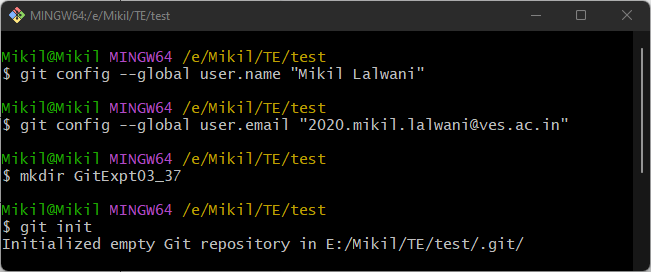 MINGW64:/e/Mikil/TE/test
Mikil@Mikil MINGW64 /e/Mikil/TE/test
$ git config --global user.name "Mikil Lalwani"
Mikil@Mikil MINGW64 /e/Mikil/TE/test
$ git config --global user.email "2020.mikil.lalwani@ves.ac.in"
Mikil@Mikil MINGW64 /e/Mikil/TE/test
$ mkdir GitExpt03_37
Mikil@Mikil MINGW64 /e/Mikil/TE/test
$ git init
Initialized empty Git repository in E:/Mikil/TE/test/.git/